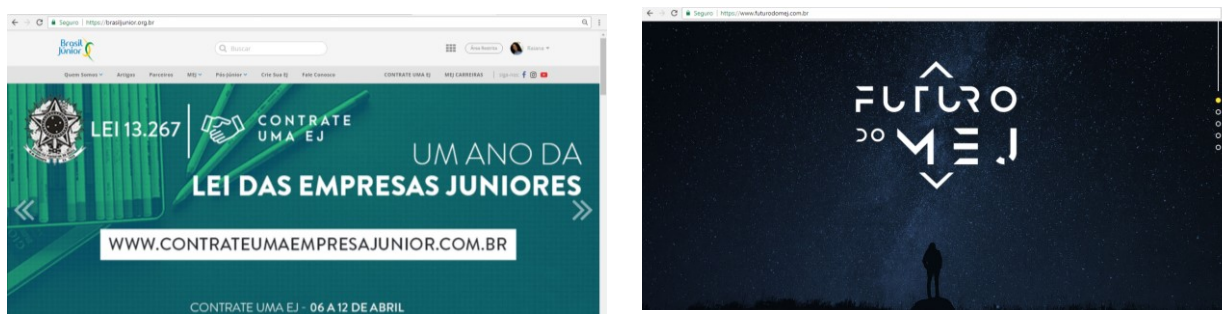 Seguro | https://brasiljunior.org.br
Brasil
Júnior
Buscar
Quem Somos
Artigos
Parceiros
MEJ
Pós-Júnior
Crie Sua EJ
Fale Conosco
CONTRATE UMA EJ
MEJ CARREIRAS
siga-nos
LEI 13.267
CONTRATE
UMA EJ
UM ANO DA
LEI DAS EMPRESAS JUNIORES
WWW.CONTRATEUMAEMPRESAJUNIOR.COM.BR
CONTRATE UMA EJ - 06 A 12 DE ABRIL
Seguro | https://www.futurodomej.com.br
FUTURO
DO MEJ